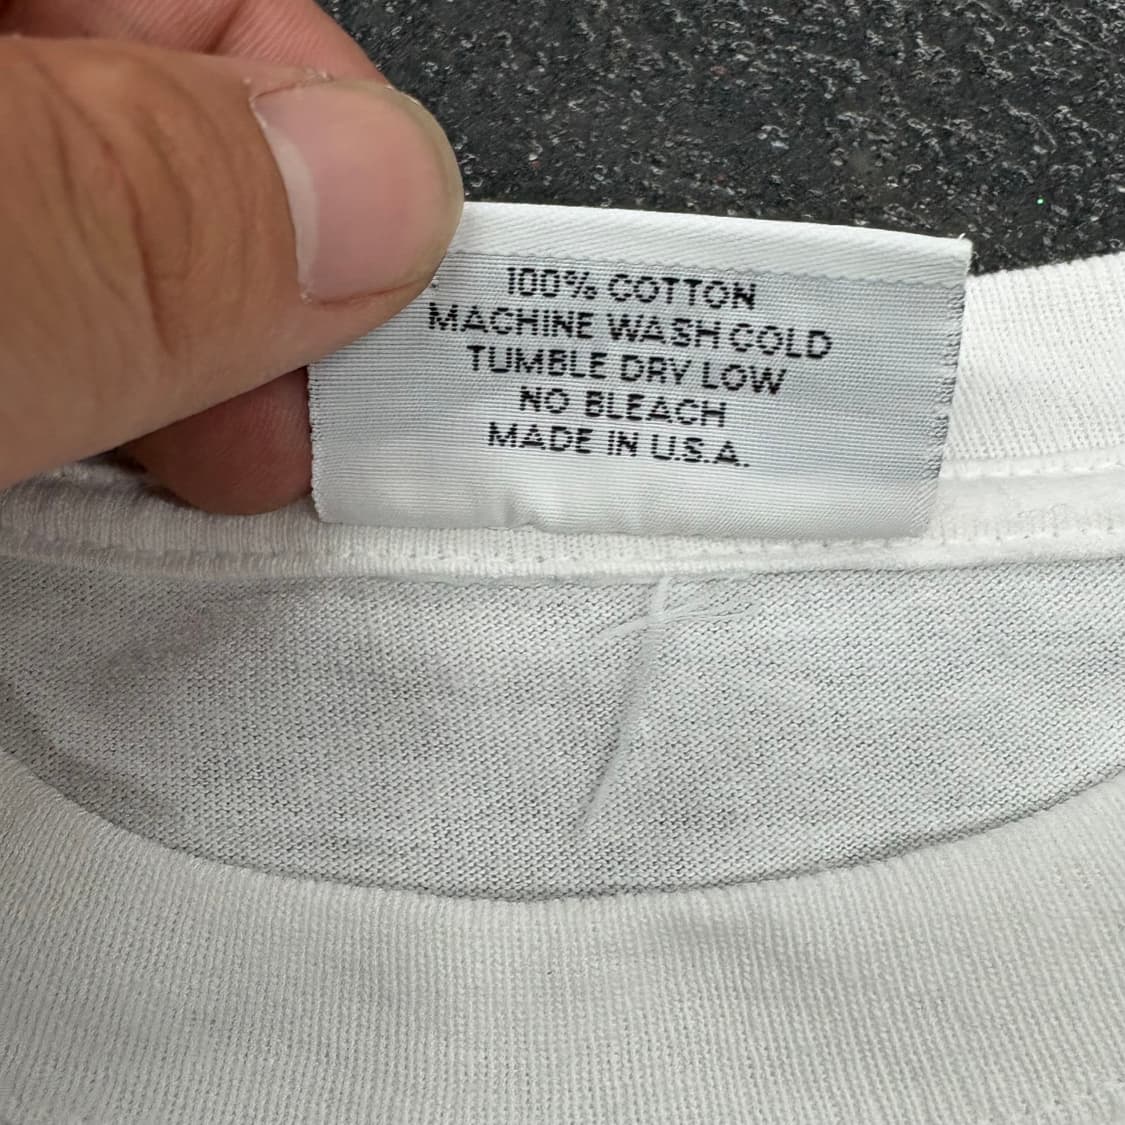 100% COTTON
MACHINE WASH COLD
TUMBLE DRY LOW
NO BLEACH
MADE IN U.S.A.